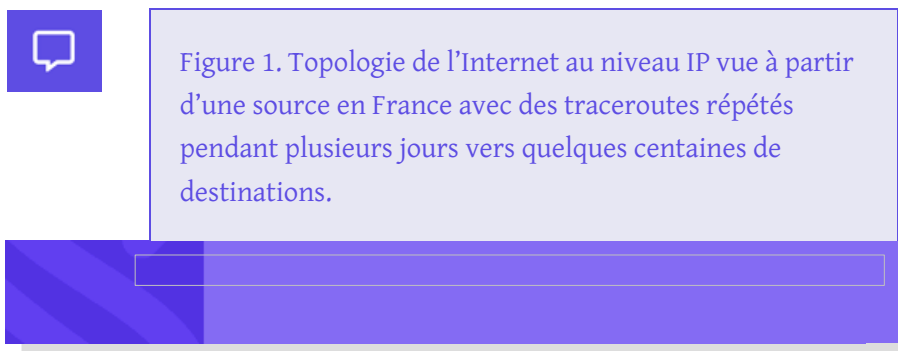 Figure 1. Topologie de l’Internet au niveau IP vue à partir
d’une source en France avec des traceroutes répétés
pendant plusieurs jours vers quelques centaines de
destinations.